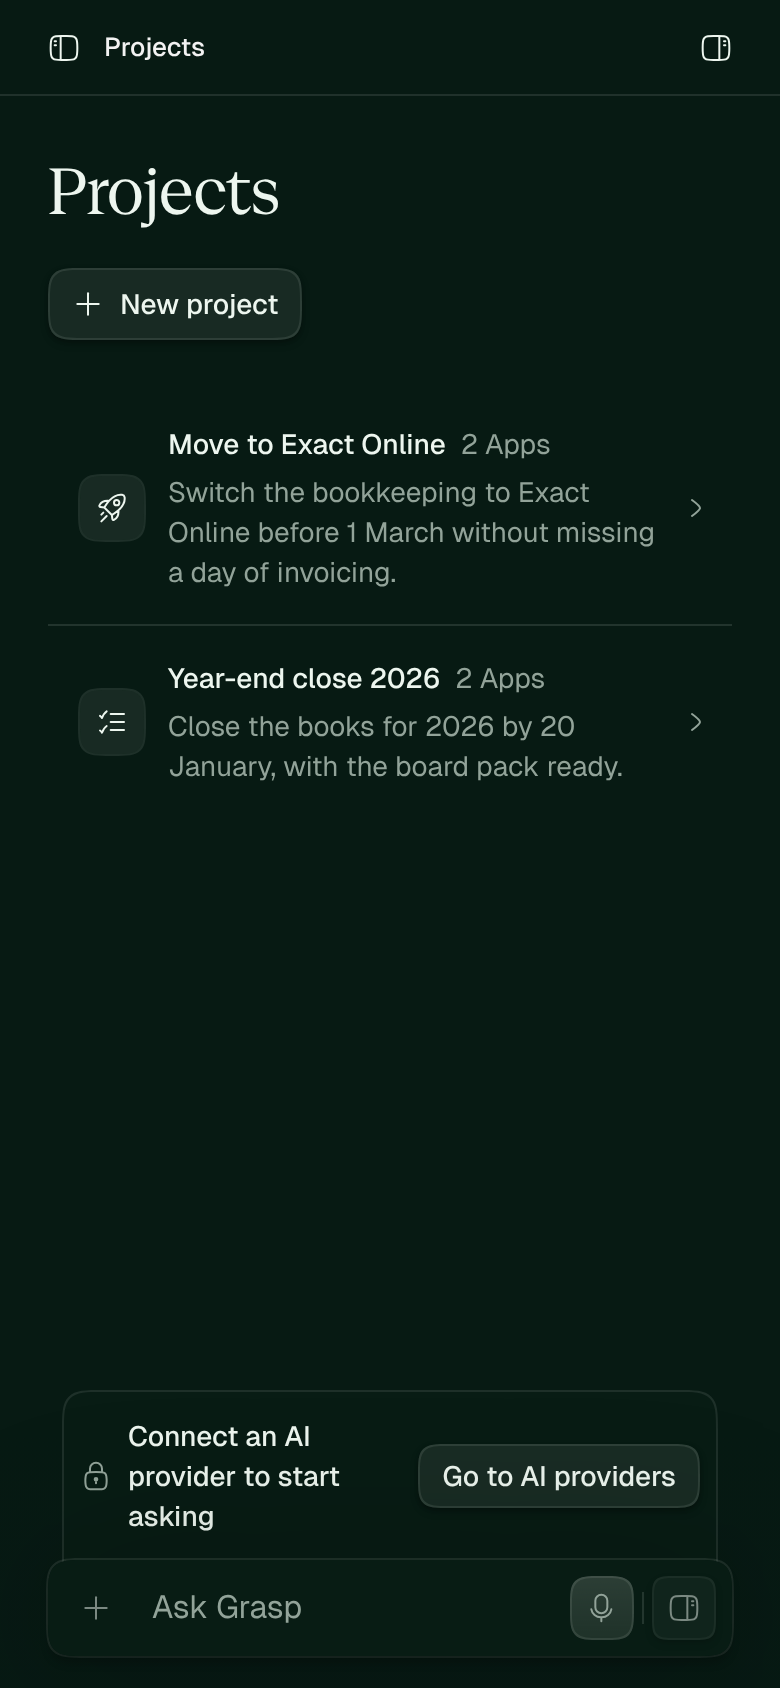 Projects
Projects
New project
Move to Exact Online 2 Apps
Switch the bookkeeping to Exact
Online before 1 March without missing
a day of invoicing.
Year-end close 2026 2 Apps
Close the books for 2026 by 20
January, with the board pack ready.
Connect an AI
provider to start
asking
Go to AI providers
Ask Grasp